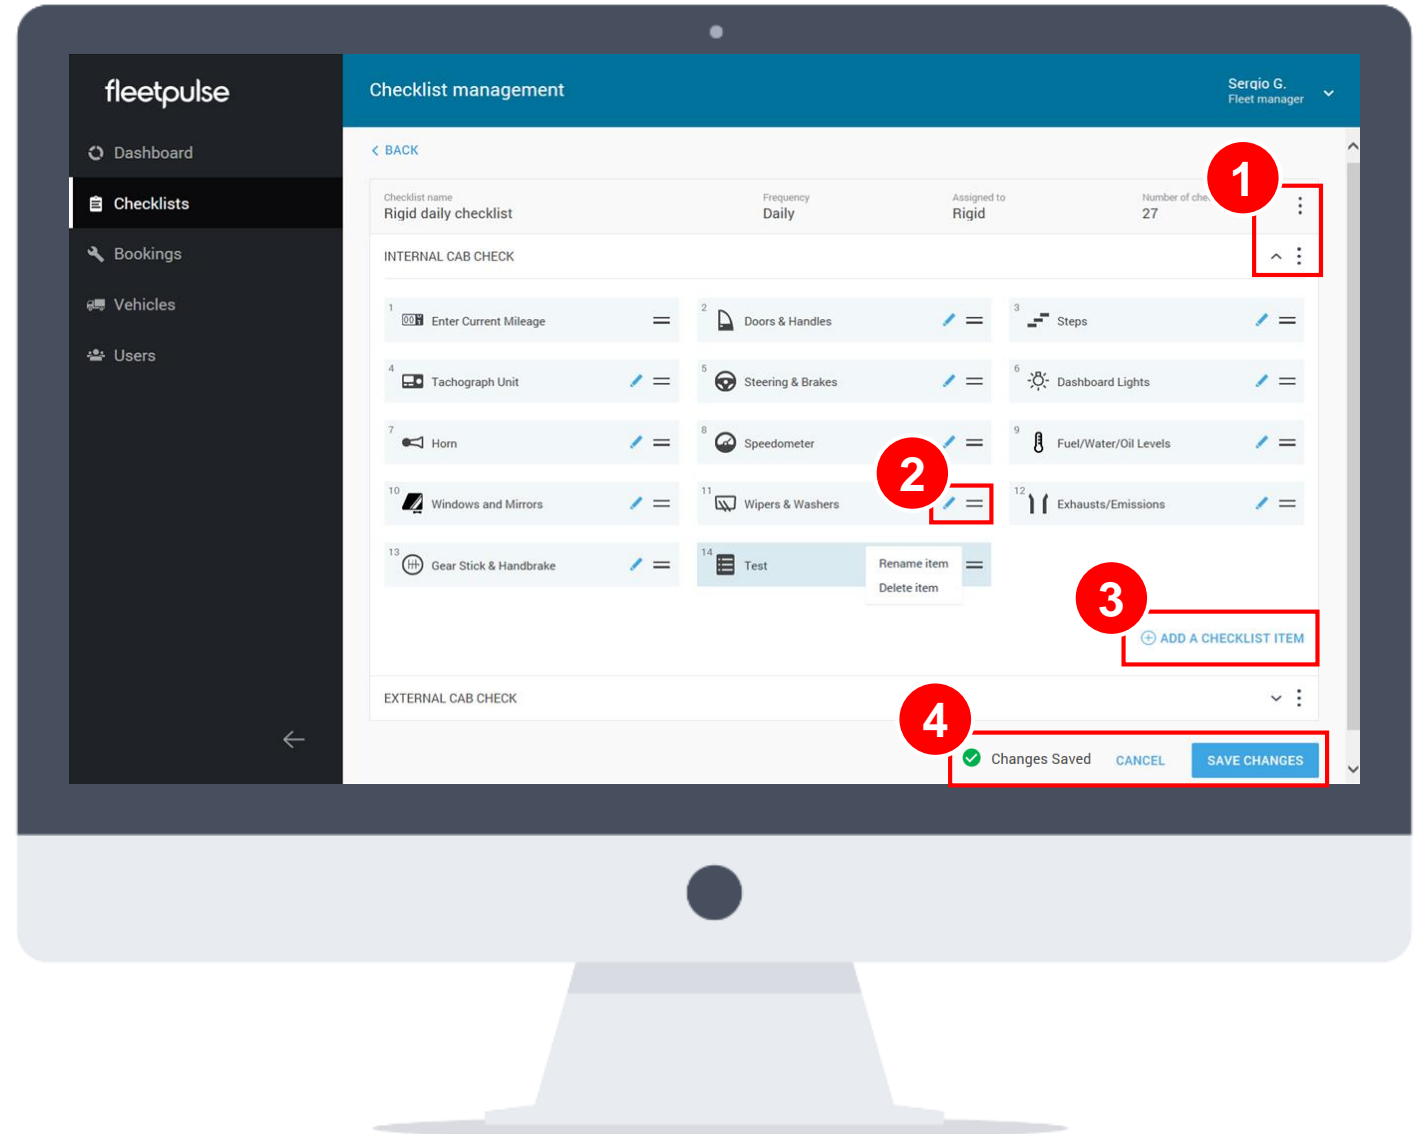 fleetpulse
Checklist management
Sergio G.
Fleet manager
Dashboard
Checklists
Bookings
Vehicles
Users
BACK
1
Checklist name
Frequency
Assigned to
Number of
Rigid daily checklist
Daily
Rigid
27
INTERNAL CAB CHECK
1 Enter Current Mileage
2 Doors & Handles
3 Steps
4 Tachograph Unit
5 Steering & Brakes
6 Dashboard Lights
7 Horn
8 Speedometer
9 Fuel/Water/Oil Levels
2
10 Windows and Mirrors
11 Wipers & Washers
12 Exhausts/Emissions
13 Gear Stick & Handbrake
14 Test
Rename item
Delete item
3
ADD A CHECKLIST ITEM
EXTERNAL CAB CHECK
4
Changes Saved
CANCEL
SAVE CHANGES